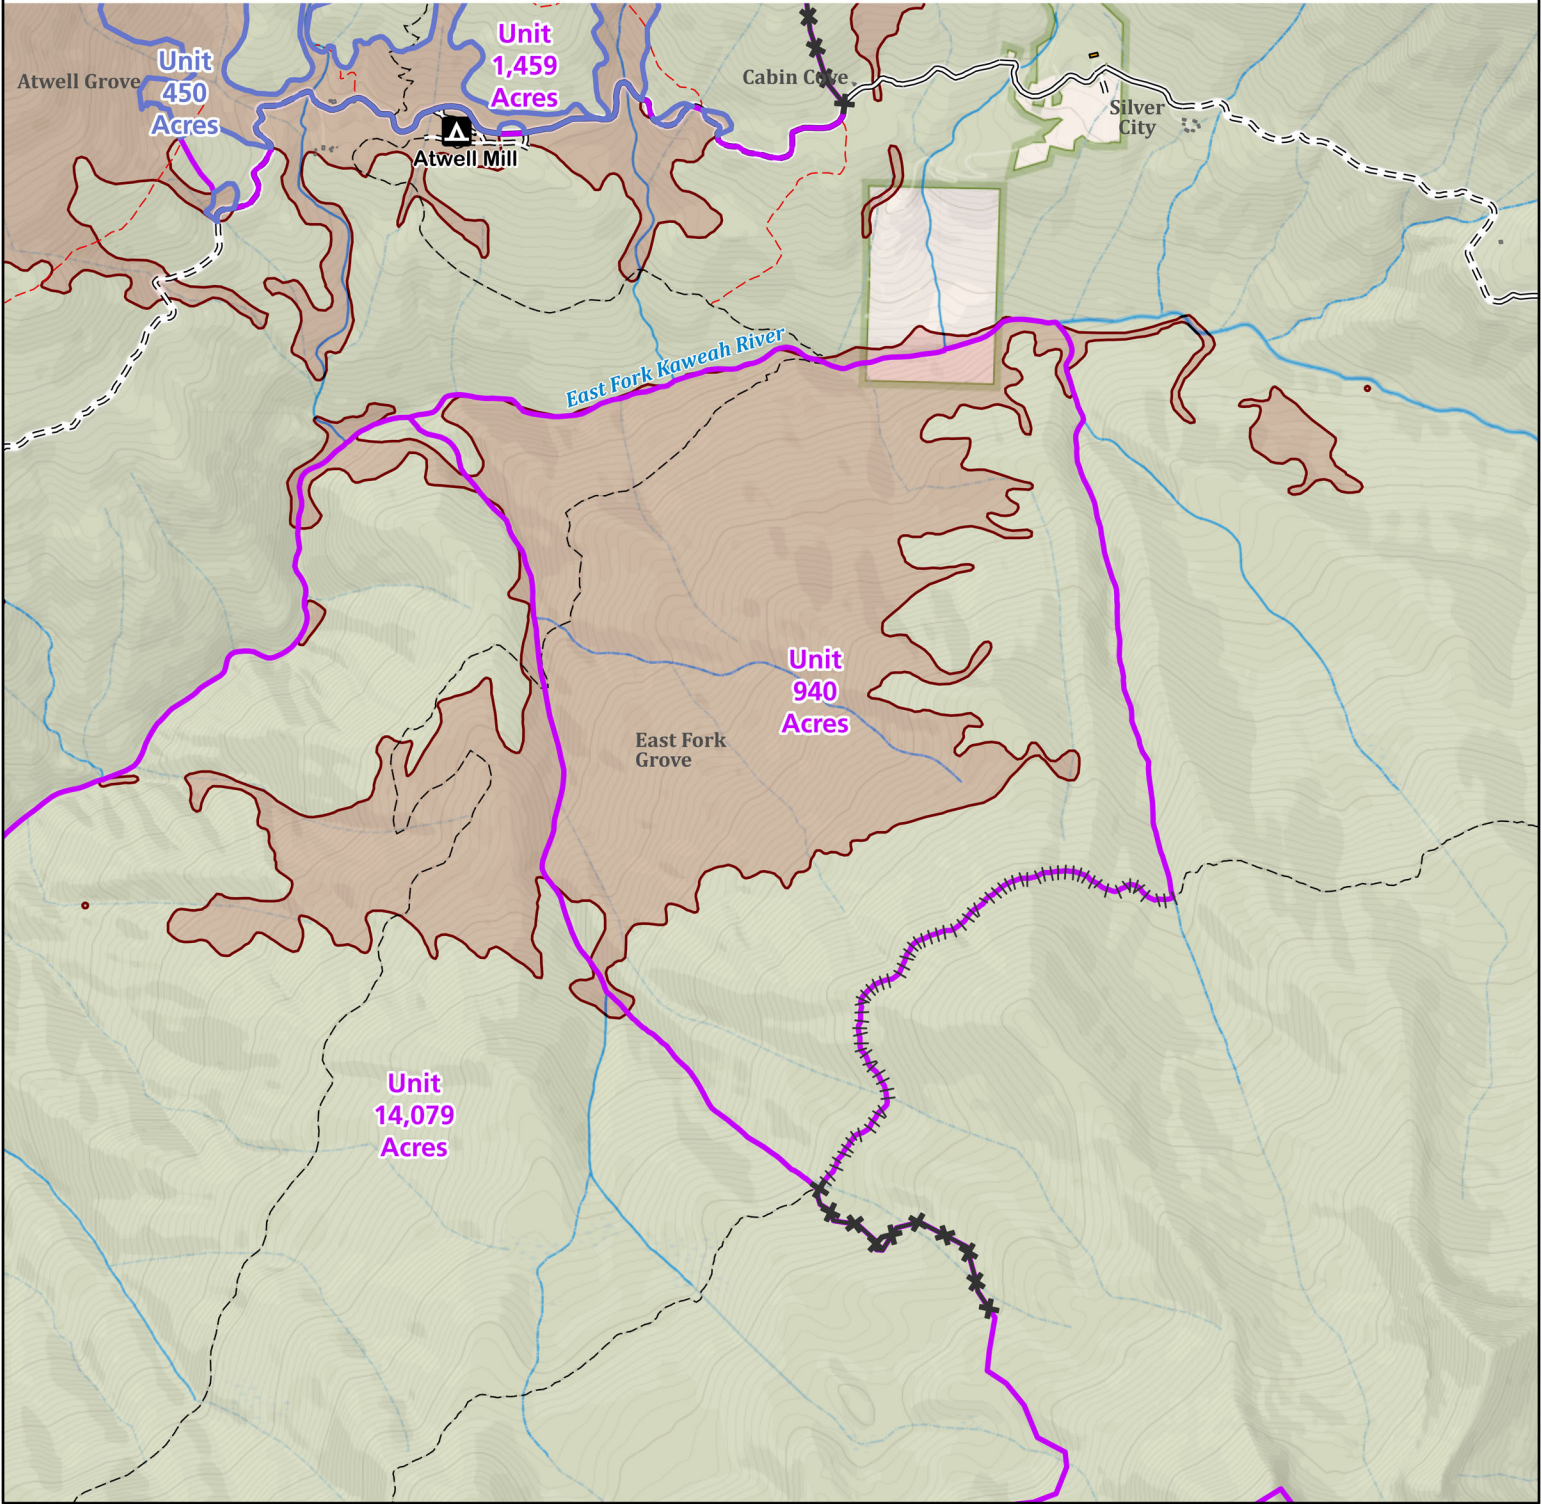 Unit
1,459
Acres
Atwell Grove
Unit
450
Acres
Cabin Cove
Silver
City
Atwell Mill
East Fork Kaweah River
Unit
940
Acres
East Fork
Grove
Unit
14,079
Acres